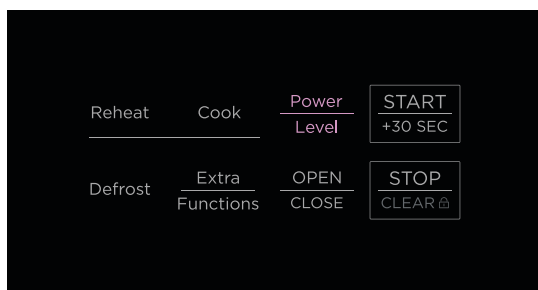 Reheat
Cook
Power
Level
START
+30 SEC
Defrost
Extra
Functions
OPEN
CLOSE
STOP
CLEAR